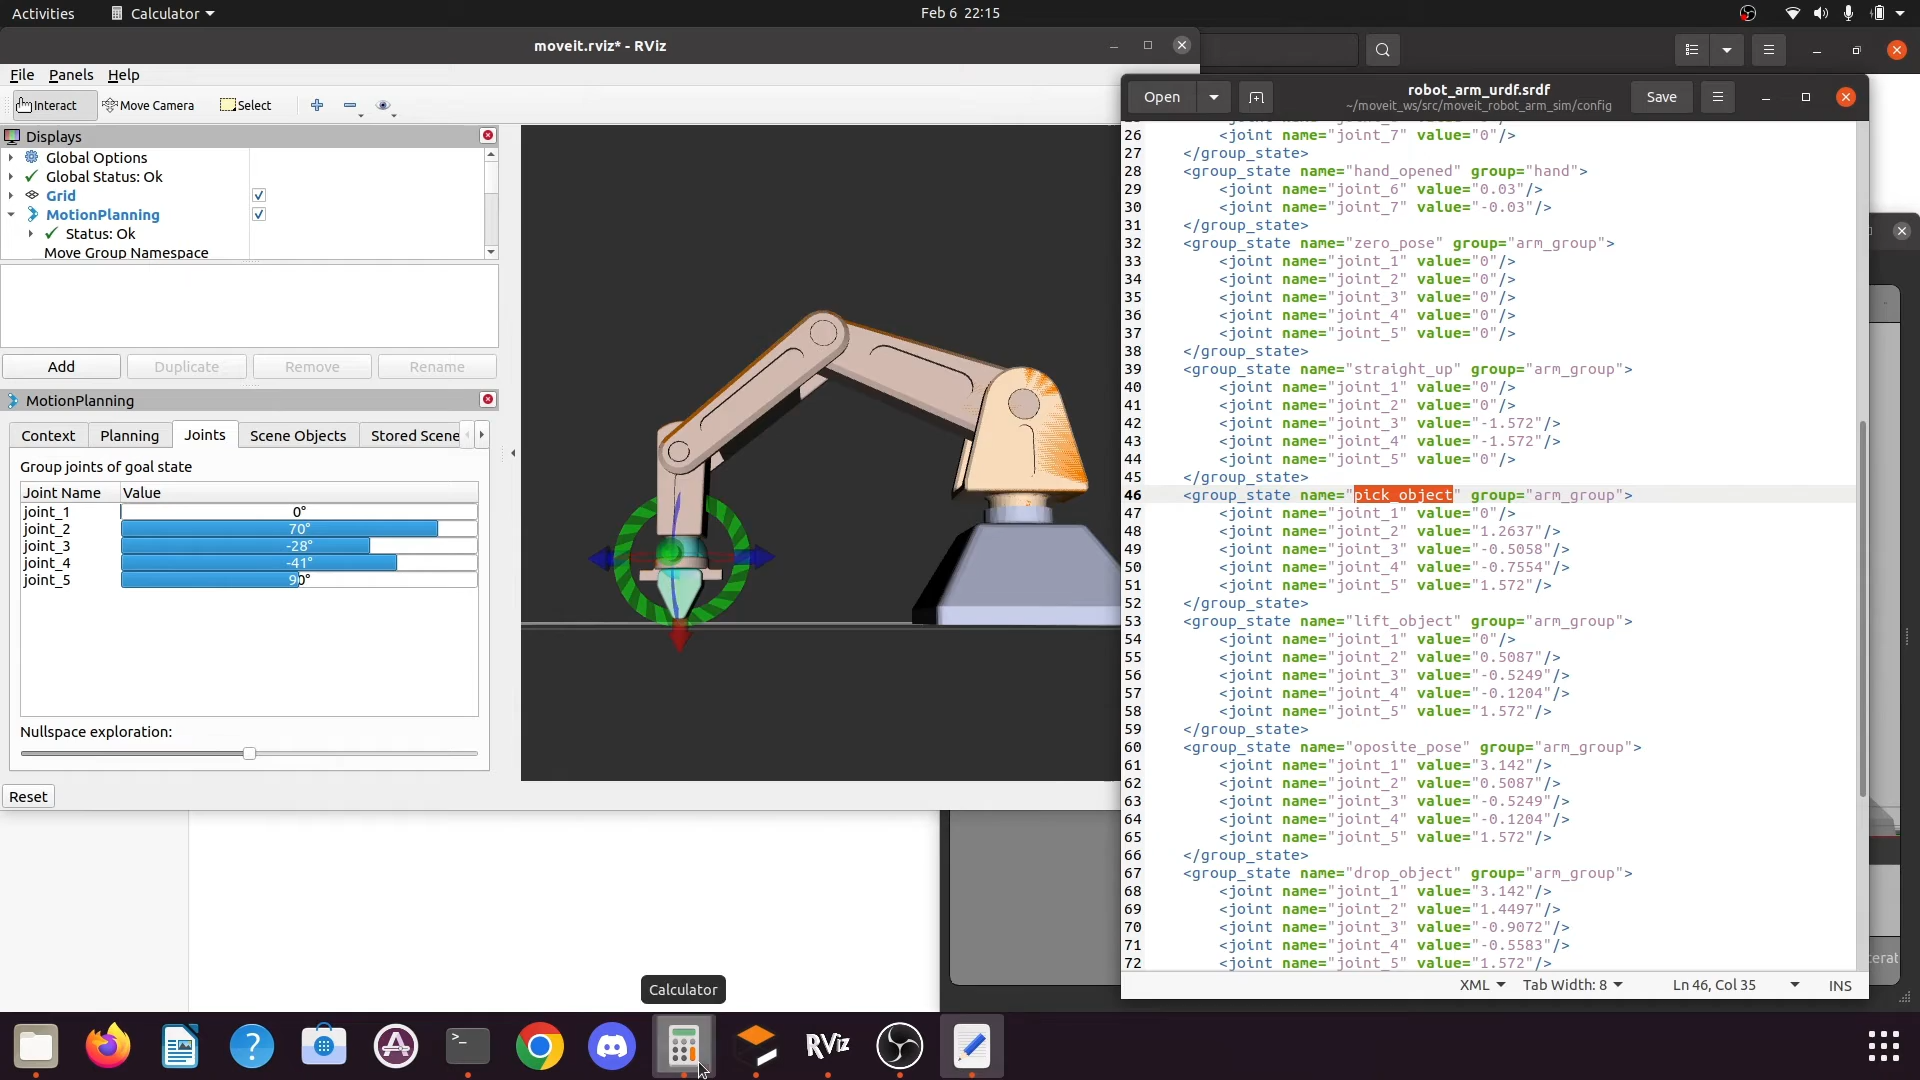 Activities
Calculator
Feb 6 22:15
moveit.rviz* - RViz
File
Panels
Help
Interact
Move Camera
Select
Displays
Global Options
Global Status: Ok
Grid
MotionPlanning
Status: Ok
Move Group Namespace
Add
Duplicate
Remove
Rename
MotionPlanning
Context
Planning
Joints
Scene Objects
Stored Scene
Group joints of goal state
Joint Name
Value
joint_1
0°
joint_2
70°
joint_3
-28°
joint_4
-41°
joint_5
90°
Nullspace exploration:
Reset
Open
robot_arm_urdf.srdf
~/moveit_ws/src/moveit_robot_arm_sim/config
Save
26 <joint name="joint_7" value="0"/>
27 </group_state>
28 <group_state name="hand_opened" group="hand">
29 <joint name="joint_6" value="0.03"/>
30 <joint name="joint_7" value="-0.03"/>
31 </group_state>
32 <group_state name="zero_pose" group="arm_group">
33 <joint name="joint_1" value="0"/>
34 <joint name="joint_2" value="0"/>
35 <joint name="joint_3" value="0"/>
36 <joint name="joint_4" value="0"/>
37 <joint name="joint_5" value="0"/>
38 </group_state>
39 <group_state name="straight_up" group="arm_group">
40 <joint name="joint_1" value="0"/>
41 <joint name="joint_2" value="0"/>
42 <joint name="joint_3" value="-1.572"/>
43 <joint name="joint_4" value="-1.572"/>
44 <joint name="joint_5" value="0"/>
45 </group_state>
46 <group_state name="pick_object" group="arm_group">
47 <joint name="joint_1" value="0"/>
48 <joint name="joint_2" value="1.2637"/>
49 <joint name="joint_3" value="-0.5058"/>
50 <joint name="joint_4" value="-0.7554"/>
51 <joint name="joint_5" value="1.572"/>
52 </group_state>
53 <group_state name="lift_object" group="arm_group">
54 <joint name="joint_1" value="0"/>
55 <joint name="joint_2" value="0.5087"/>
56 <joint name="joint_3" value="-0.5249"/>
57 <joint name="joint_4" value="-0.1204"/>
58 <joint name="joint_5" value="1.572"/>
59 </group_state>
60 <group_state name="oposite_pose" group="arm_group">
61 <joint name="joint_1" value="3.142"/>
62 <joint name="joint_2" value="0.5087"/>
63 <joint name="joint_3" value="-0.5249"/>
64 <joint name="joint_4" value="-0.1204"/>
65 <joint name="joint_5" value="1.572"/>
66 </group_state>
67 <group_state name="drop_object" group="arm_group">
68 <joint name="joint_1" value="3.142"/>
69 <joint name="joint_2" value="1.4497"/>
70 <joint name="joint_3" value="-0.9072"/>
71 <joint name="joint_4" value="-0.5583"/>
72 <joint name="joint_5" value="1.572"/>
XML
Tab Width: 8
Ln 46, Col 35
INS
erat
Calculator
RViz